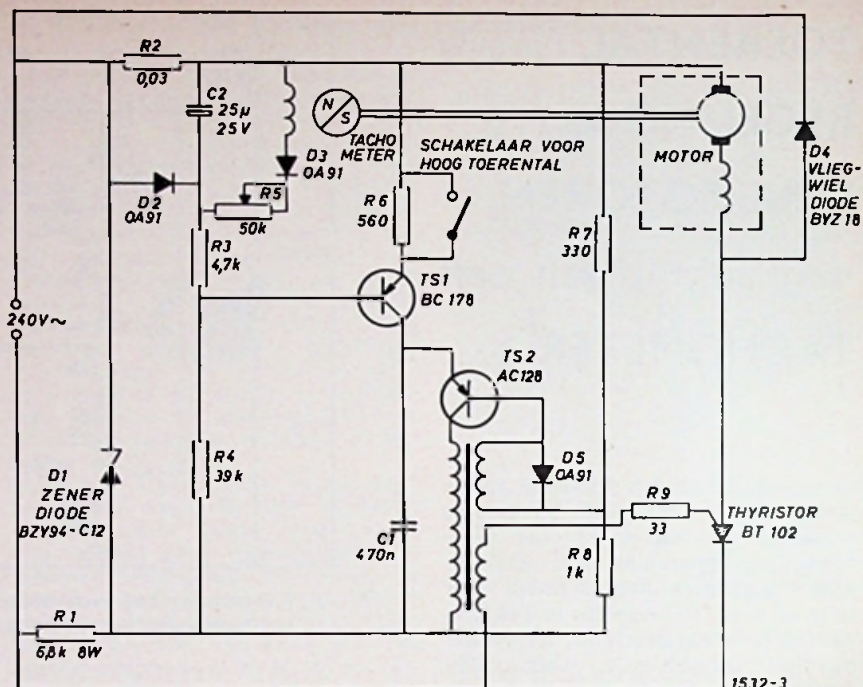 R2
0,03
C2
25µ
25V
N
S
TACHO
METER
D3
OA91
SCHAKELAAR VOOR
HOOG TOERENTAL
MOTOR
D4
VLIEG-
WIEL
DIODE
BYZ18
D2
OA91
R5
50k
R6
560
R7
330
R3
4,7k
TS1
BC 178
240V~
TS2
AC128
R4
39k
D5
OA91
D1
ZENER
DIODE
BZY94-C12
C1
470n
R9
33
THYRISTOR
BT 102
R8
1k
R1
6,8k 8W
1532-3